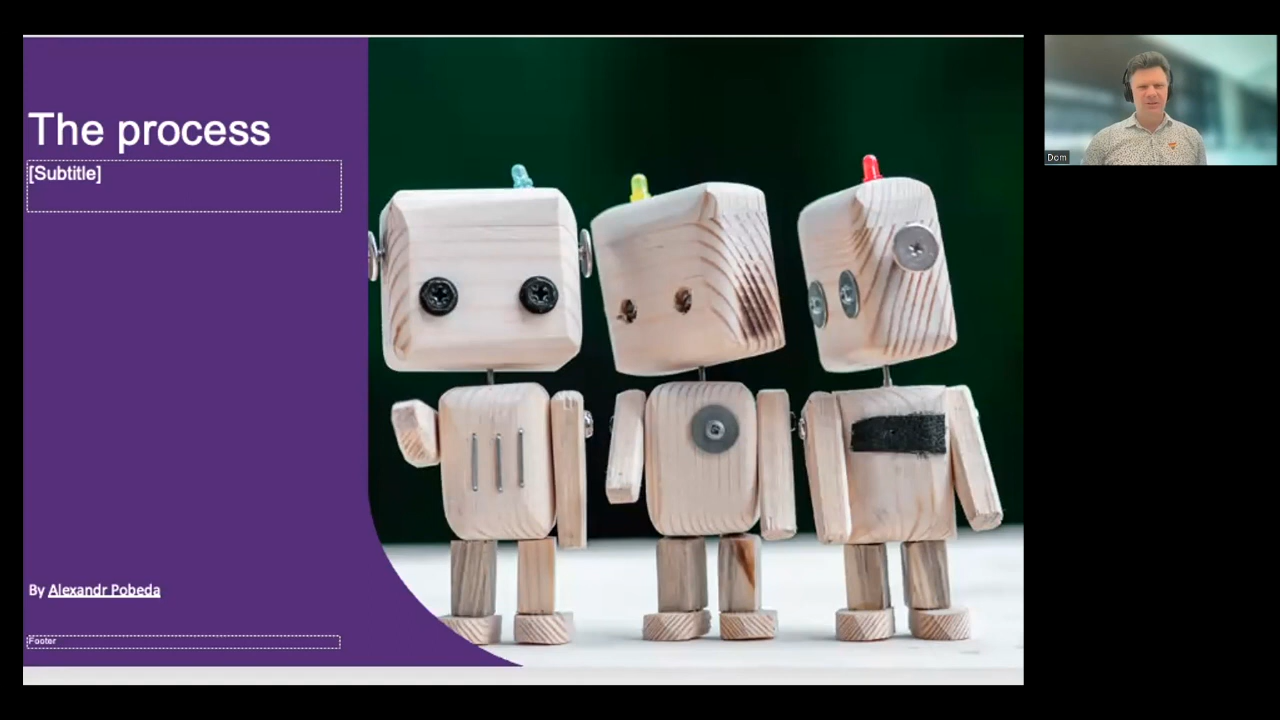 The process
[Subtitle]
By Alexandr Pobeda
Footer
Dom